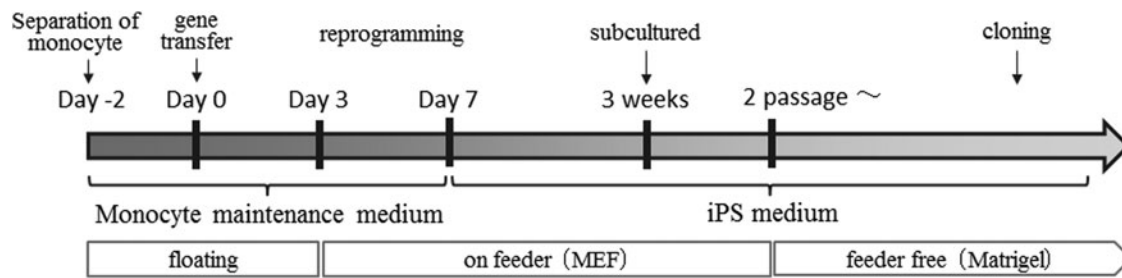 Separation of
monocyte
gene
transfer
reprogramming
subcultured
cloning
Day -2
Day 0
Day 3
Day 7
3 weeks
2 passage ～
Monocyte maintenance medium
iPS medium
floating
on feeder（MEF）
feeder free（Matrigel）